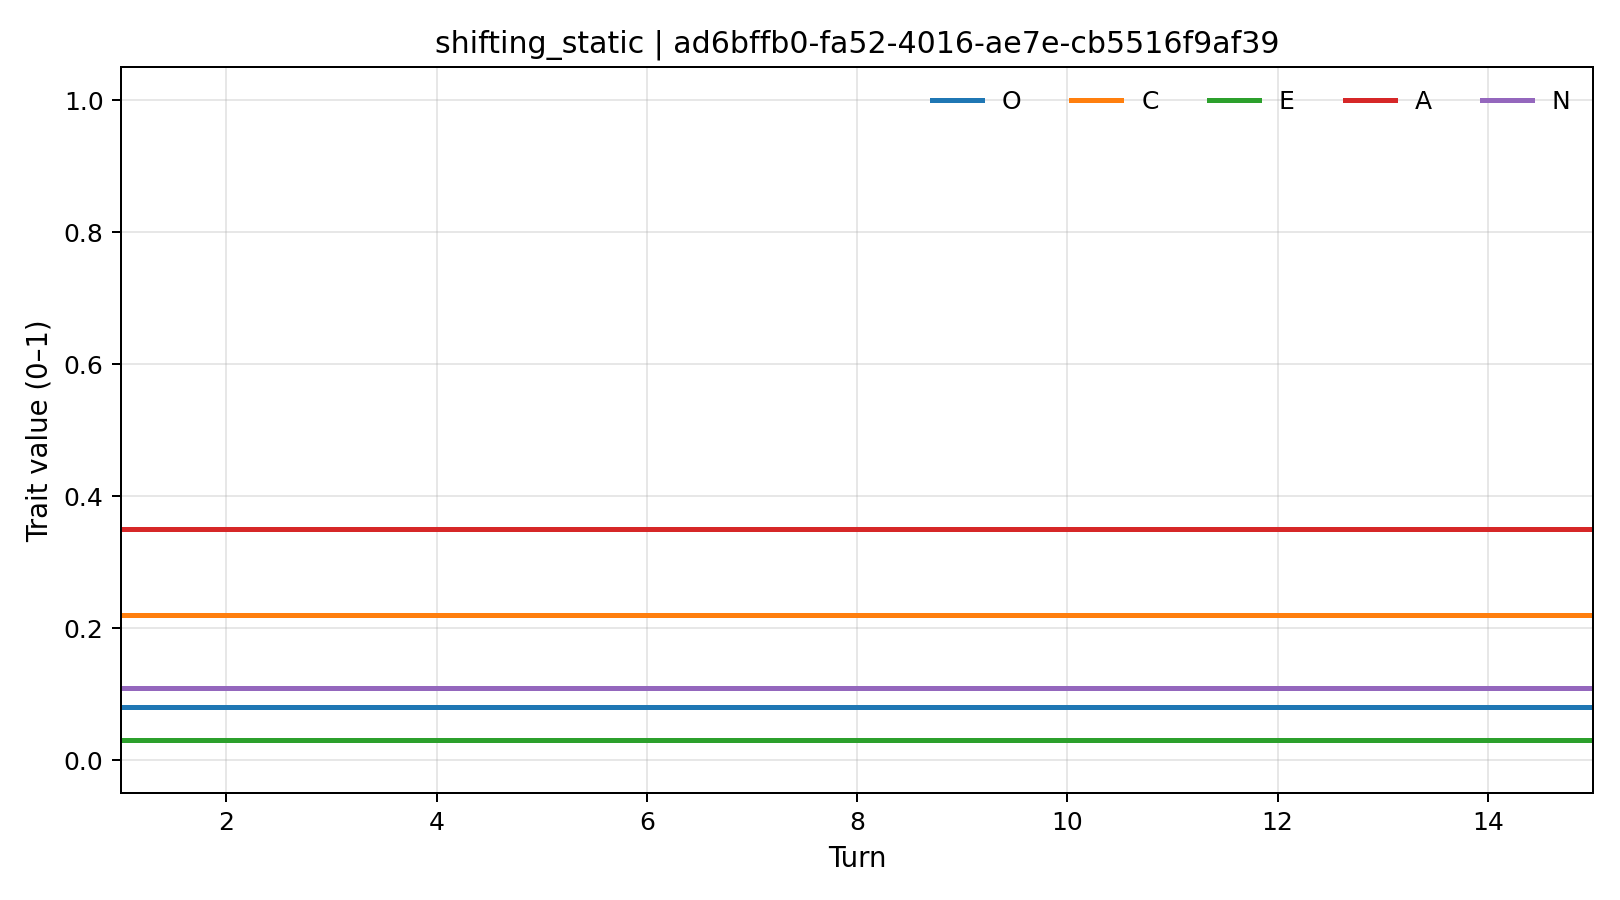 shifting_static | ad6bffb0-fa52-4016-ae7e-cb5516f9af39
O C E A N
1.0
0.8
0.6
0.4
0.2
0.0
Trait value (0–1)
2 4 6 8 10 12 14
Turn